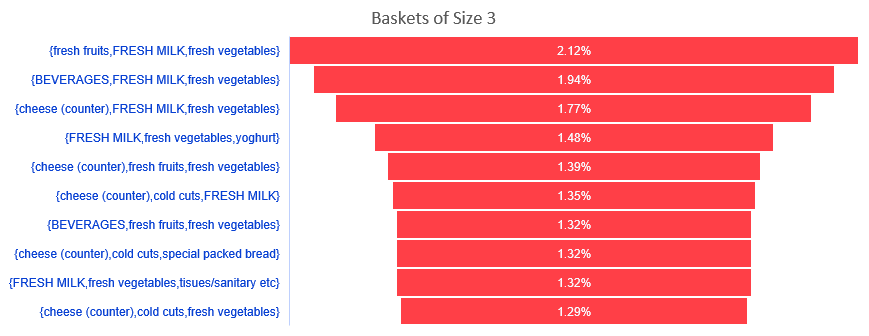 Baskets of Size 3
{fresh fruits,FRESH MILK,fresh vegetables} 2.12%
{BEVERAGES,FRESH MILK,fresh vegetables} 1.94%
{cheese (counter),FRESH MILK,fresh vegetables} 1.77%
{FRESH MILK,fresh vegetables,yoghurt} 1.48%
{cheese (counter),fresh fruits,fresh vegetables} 1.39%
{cheese (counter),cold cuts,FRESH MILK} 1.35%
{BEVERAGES,fresh fruits,fresh vegetables} 1.32%
{cheese (counter),cold cuts,special packed bread} 1.32%
{FRESH MILK,fresh vegetables,tisues/sanitary etc} 1.32%
{cheese (counter),cold cuts,fresh vegetables} 1.29%